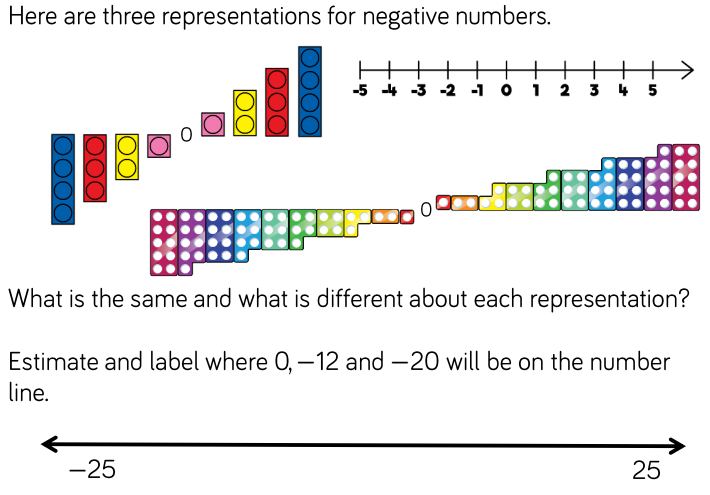 Here are three representations for negative numbers.
-5 -4 -3 -2 -1 0 1 2 3 4 5
0
0
What is the same and what is different about each representation?
Estimate and label where 0, −12 and −20 will be on the number
line.
−25 25